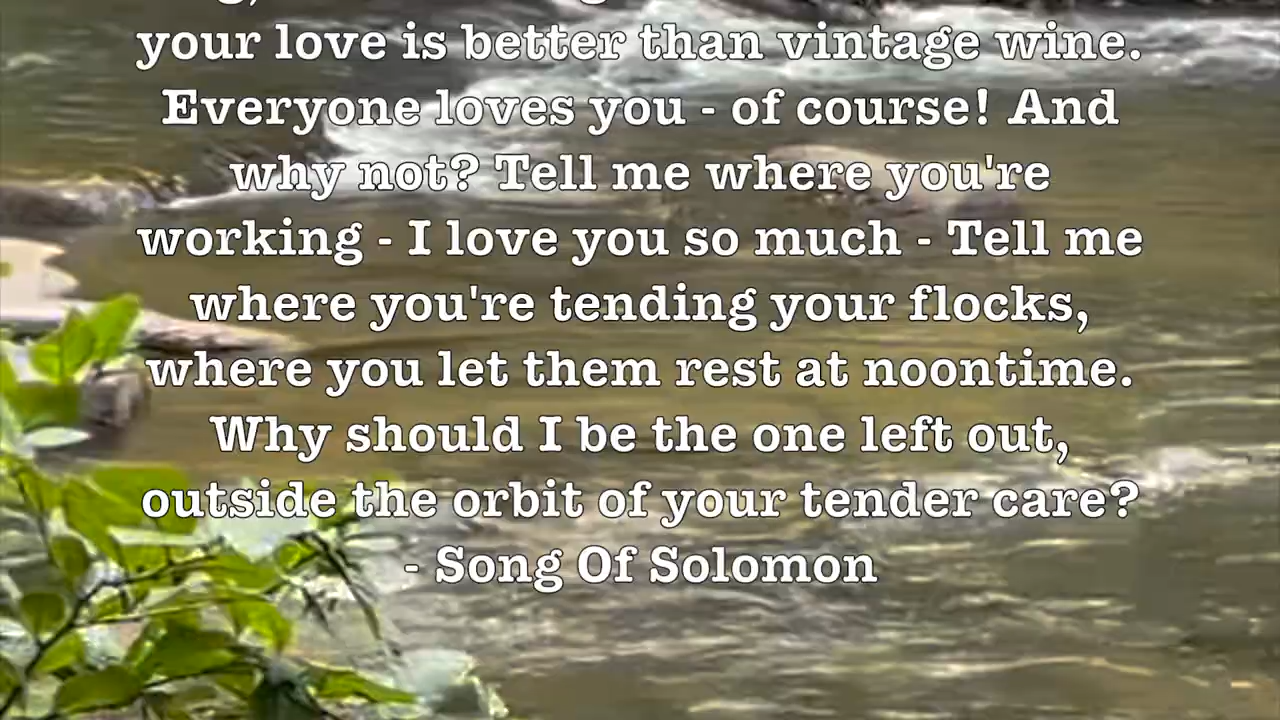 your love is better than vintage wine.
Everyone loves you - of course! And
why not? Tell me where you're
working - I love you so much - Tell me
where you're tending your flocks,
where you let them rest at noontime.
Why should I be the one left out,
outside the orbit of your tender care?
- Song Of Solomon